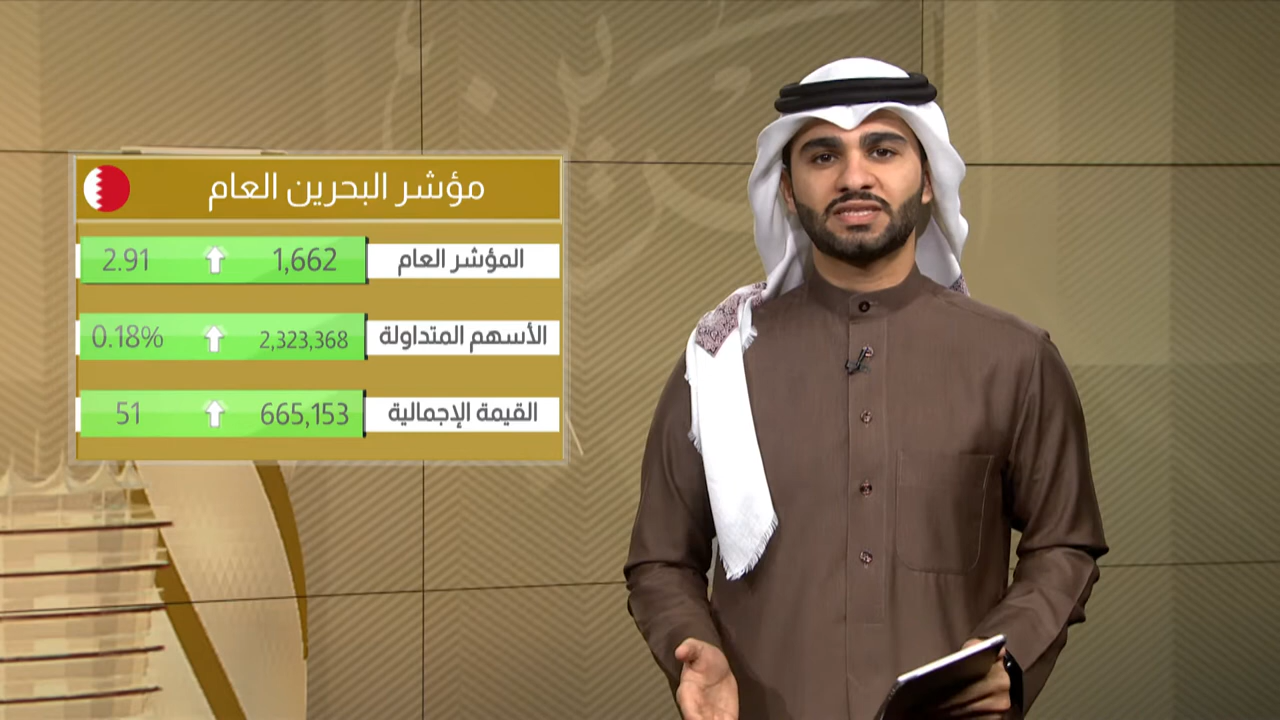 مؤشر البحرين العام
المؤشر العام 1,662 2.91
الأسهم المتداولة 2,323,368 0.18%
القيمة الإجمالية 665,153 51